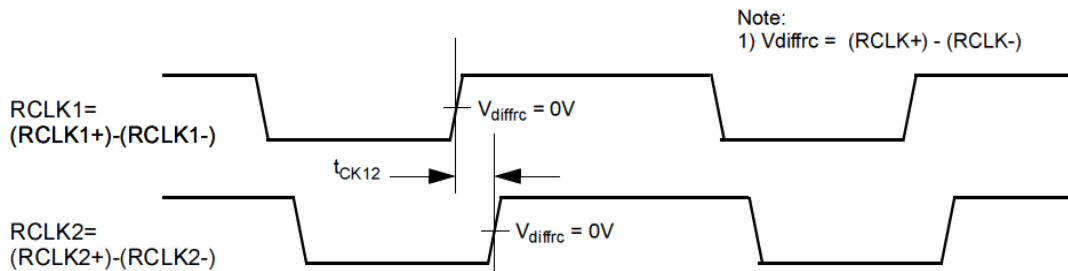 Note:
1) Vdiffrc = (RCLK+) - (RCLK-)
RCLK1=
(RCLK1+)-(RCLK1-)
Vdiffrc = 0V
tCK12
RCLK2=
(RCLK2+)-(RCLK2-)
Vdiffrc = 0V